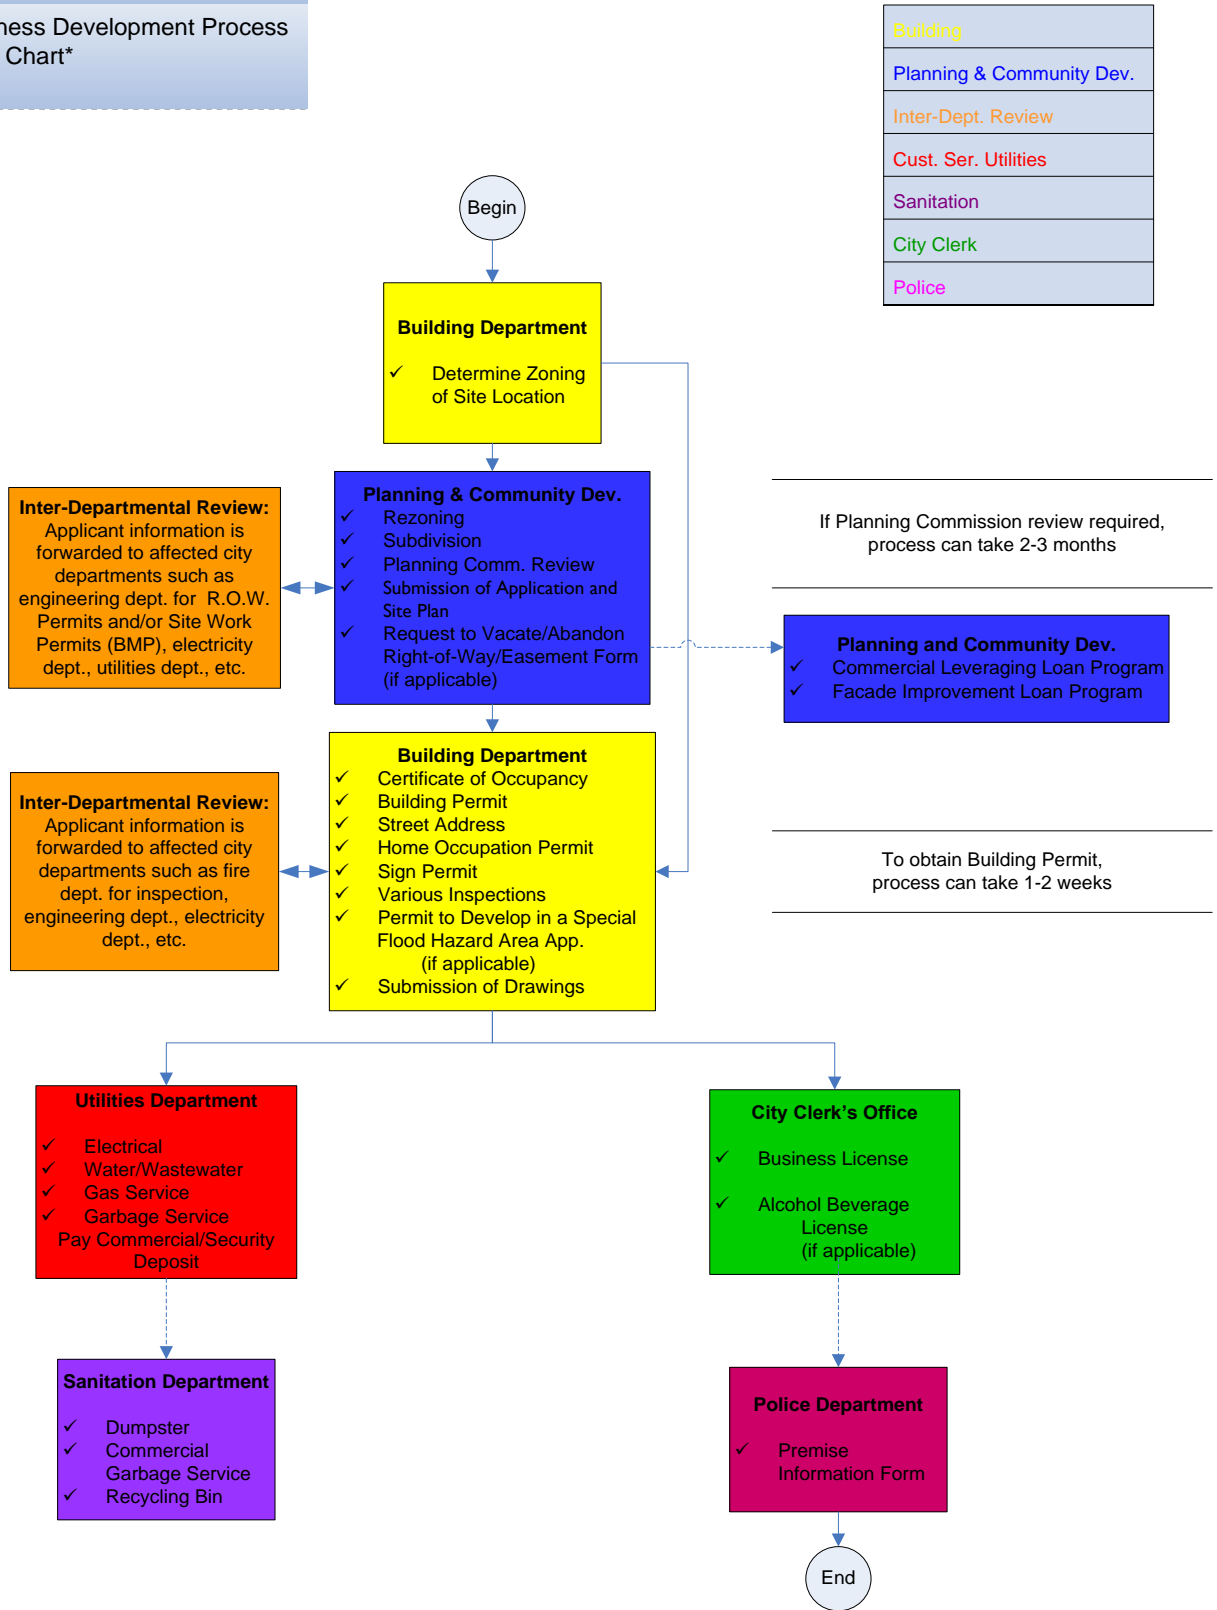 ness Development Process
Chart*
Building
Planning & Community Dev.
Inter-Dept. Review
Cust. Ser. Utilities
Sanitation
City Clerk
Police
Begin
Building Department
✓ Determine Zoning
of Site Location
Planning & Community Dev.
✓ Rezoning
✓ Subdivision
✓ Planning Comm. Review
✓ Submission of Application and
Site Plan
✓ Request to Vacate/Abandon
Right-of-Way/Easement Form
(if applicable)
Inter-Departmental Review:
Applicant information is
forwarded to affected city
departments such as
engineering dept. for R.O.W.
Permits and/or Site Work
Permits (BMP), electricity
dept., utilities dept., etc.
If Planning Commission review required,
process can take 2-3 months
Planning and Community Dev.
✓ Commercial Leveraging Loan Program
✓ Facade Improvement Loan Program
Building Department
✓ Certificate of Occupancy
✓ Building Permit
✓ Street Address
✓ Home Occupation Permit
✓ Sign Permit
✓ Various Inspections
✓ Permit to Develop in a Special
Flood Hazard Area App.
(if applicable)
✓ Submission of Drawings
Inter-Departmental Review:
Applicant information is
forwarded to affected city
departments such as fire
dept. for inspection,
engineering dept., electricity
dept., etc.
To obtain Building Permit,
process can take 1-2 weeks
Utilities Department
✓ Electrical
✓ Water/Wastewater
✓ Gas Service
✓ Garbage Service
Pay Commercial/Security
Deposit
City Clerk's Office
✓ Business License
✓ Alcohol Beverage
License
(if applicable)
Sanitation Department
✓ Dumpster
✓ Commercial
Garbage Service
✓ Recycling Bin
Police Department
✓ Premise
Information Form
End